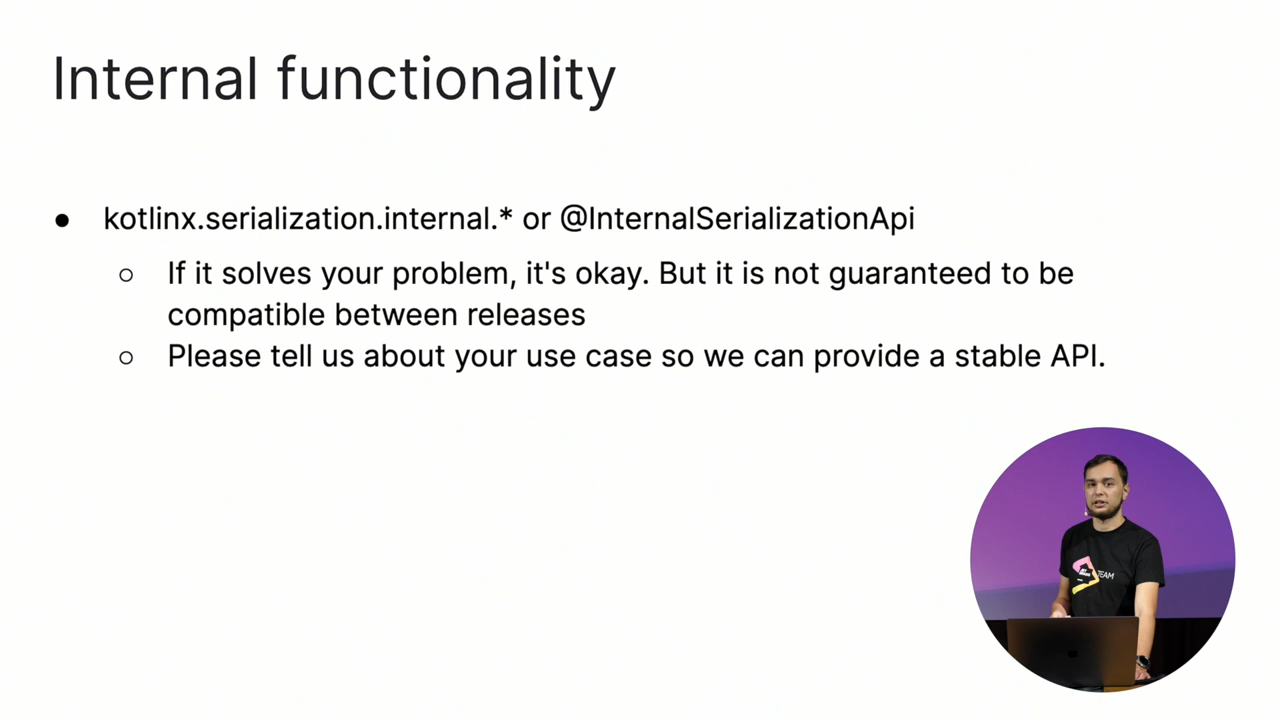 Internal functionality
● kotlinx.serialization.internal.* or @InternalSerializationApi
○ If it solves your problem, it's okay. But it is not guaranteed to be
compatible between releases
○ Please tell us about your use case so we can provide a stable API.
TEAM